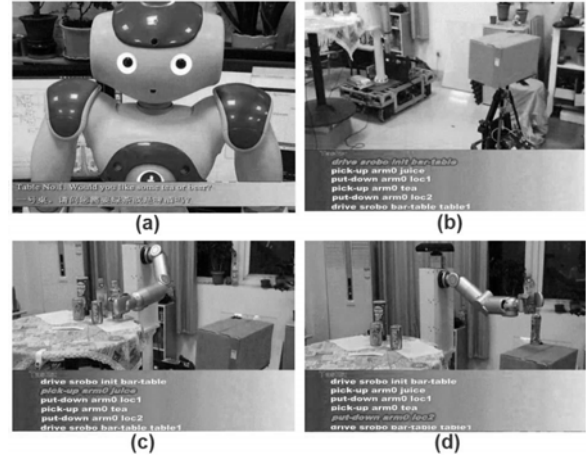 Table No.1: Would you like some tea or beer?
(a)
drive srobo init bar-table
pick-up arm0 juice
put-down arm0 loc1
pick-up arm0 tea
put-down arm0 loc2
drive srobo bar-table table1
(b)
drive srobo init bar-table
pick-up arm0 juice
put-down arm0 loc1
pick-up arm0 tea
put-down arm0 loc2
drive srobo bar-table table1
(c)
drive srobo init bar-table
pick-up arm0 juice
put-down arm0 loc1
pick-up arm0 tea
put-down arm0 loc2
drive srobo bar-table table1
(d)